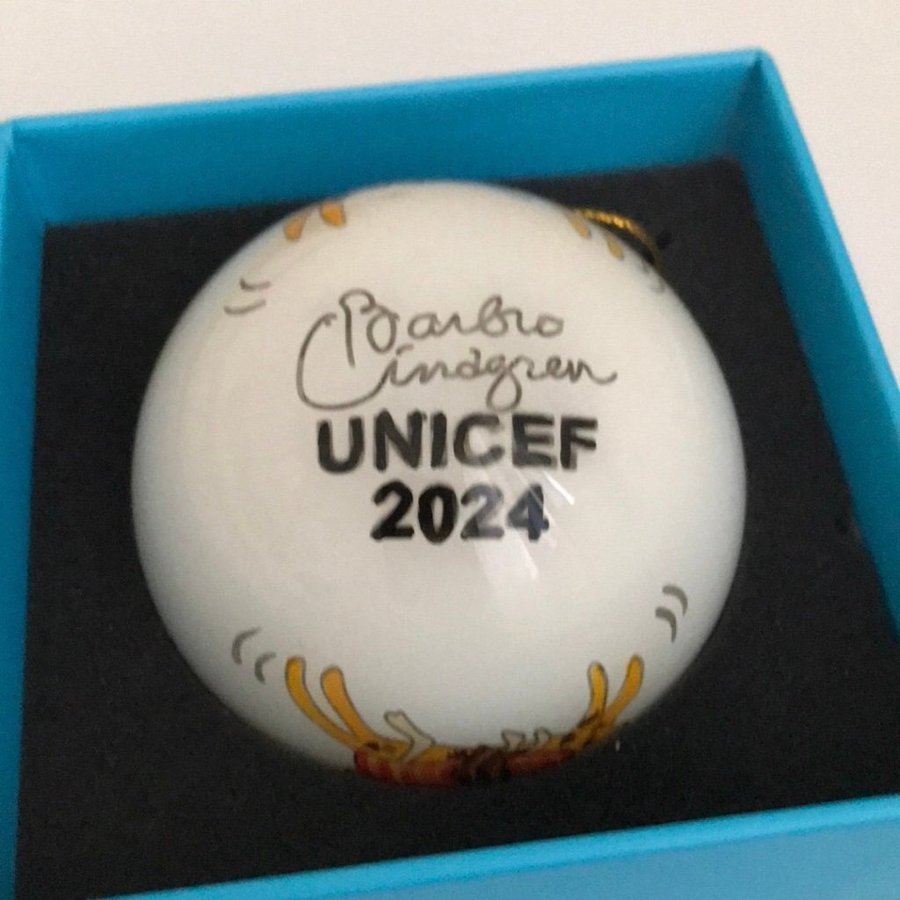 Barbro
Lindgren
UNICEF
2024